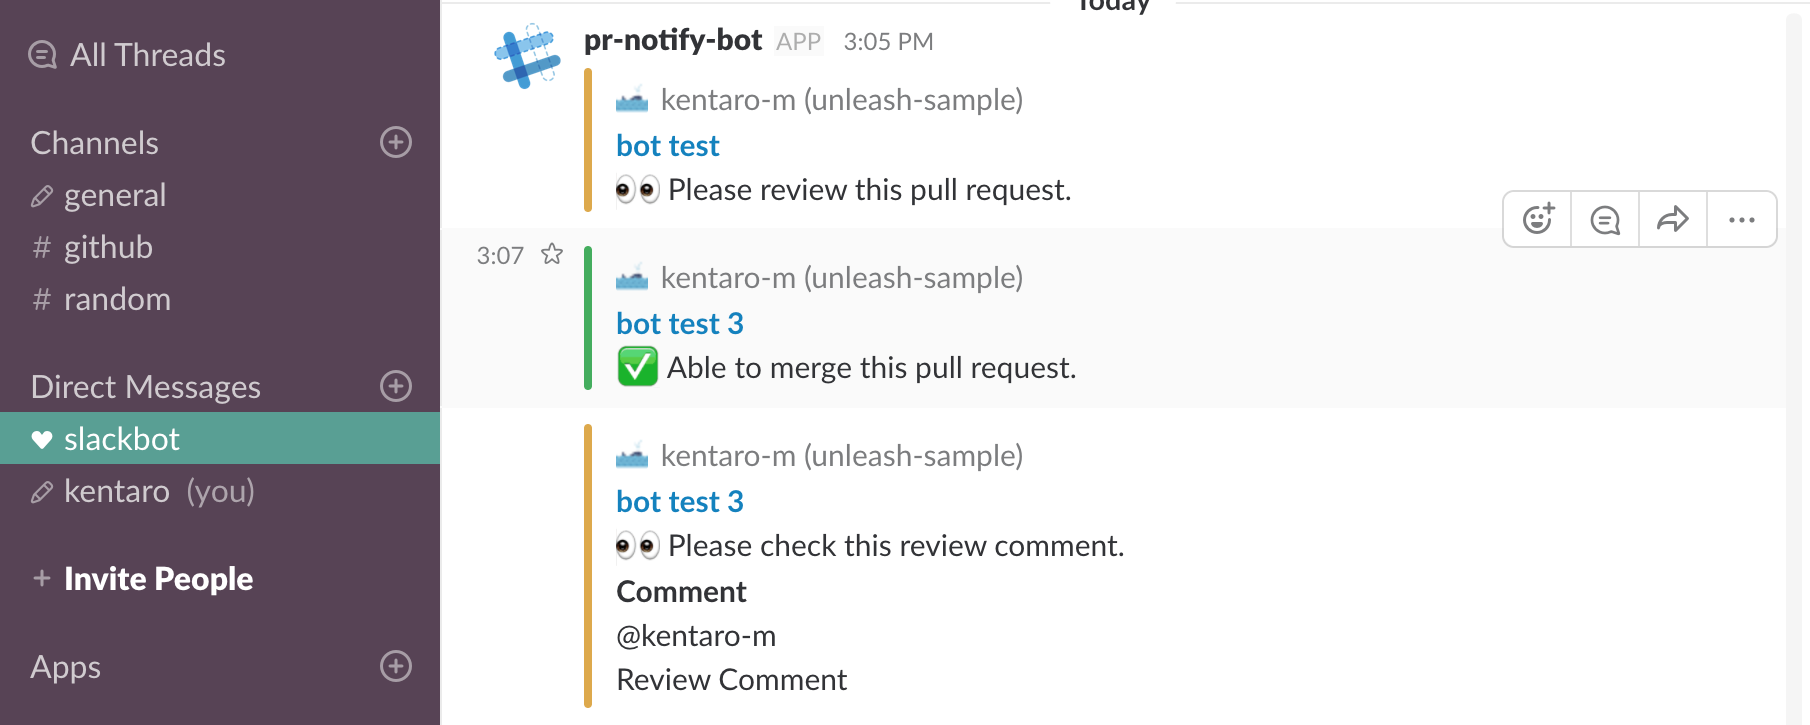 All Threads
Channels
general
# github
# random
Direct Messages
slackbot
kentaro (you)
+ Invite People
Apps
Today
pr-notify-bot APP 3:05 PM
kentaro-m (unleash-sample)
bot test
👀 Please review this pull request.
3:07
kentaro-m (unleash-sample)
bot test 3
✅ Able to merge this pull request.
kentaro-m (unleash-sample)
bot test 3
👀 Please check this review comment.
Comment
@kentaro-m
Review Comment